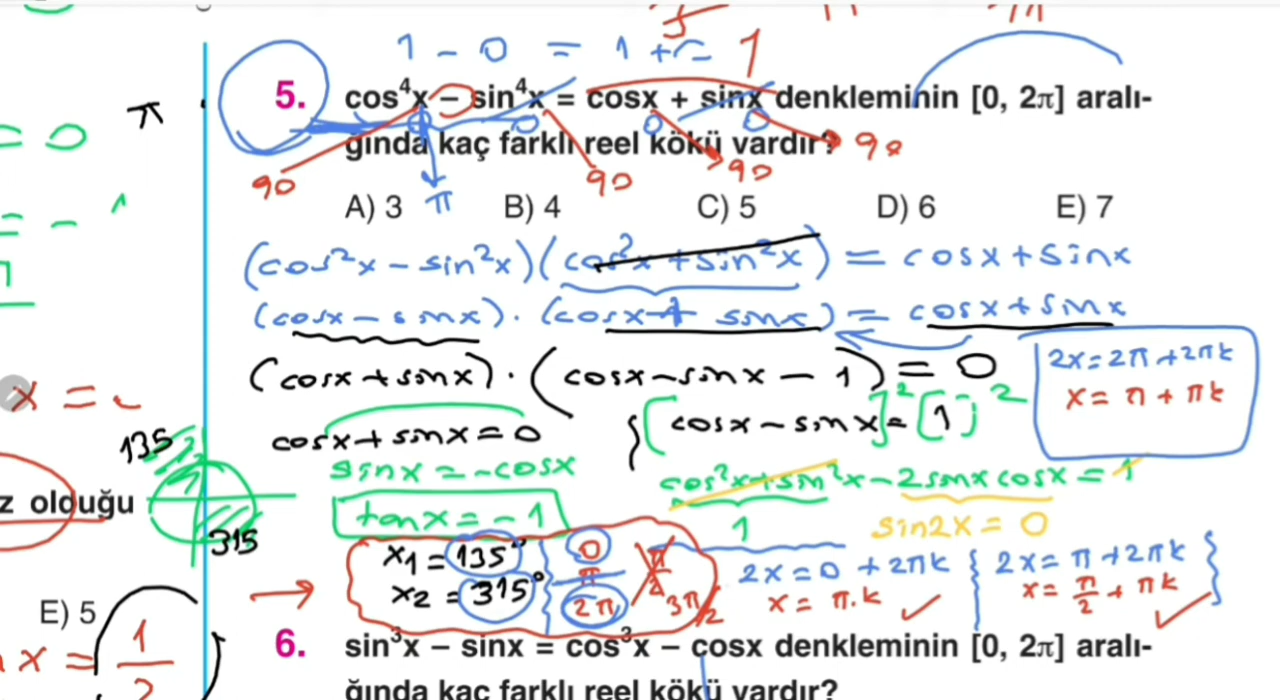 1 - 0 = 1 + 0 = 1
π
5. cos⁴x − sin⁴x = cosx + sinx denkleminin [0, 2π] aralı-
ğında kaç farklı reel kökü vardır?
90
90
90
90
π
A) 3 B) 4 C) 5 D) 6 E) 7
= 0
= - 1
(cos²x - sin²x)(cos²x + sin²x) = cosx + sinx
(cosx - sinx) . (cosx + sinx) = cosx + sinx
(cosx + sinx) . (cosx - sinx - 1) = 0
2x = 2π + 2πk
x = π + πk
x =
cosx + sinx = 0
[cosx - sinx]² = [1]²
135
sinx = -cosx
cos²x + sin²x - 2sinxcosx = 1
z olduğu
tanx = -1
1
sin2x = 0
315
x₁ = 135°
x₂ = 315°
0
π
2π
π/2
3π/2
2x = 0 + 2πk
x = π.k
2x = π + 2πk
x = π/2 + πk
E) 5
x = 1/2
6. sin³x − sinx = cos³x − cosx denkleminin [0, 2π] aralı-
ğında kaç farklı reel kökü vardır?